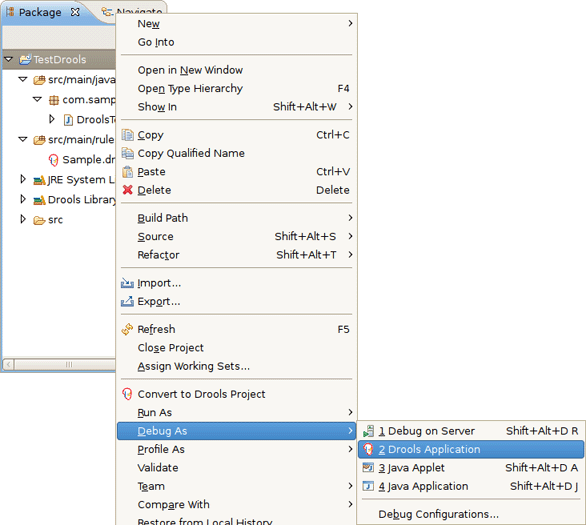 Package Navigate
TestDrools
src/main/java
com.samp
DroolsTe
src/main/rule
Sample.dr
JRE System L
Drools Library
src
New
Go Into
Open in New Window
Open Type Hierarchy F4
Show In Shift+Alt+W
Copy Ctrl+C
Copy Qualified Name
Paste Ctrl+V
Delete Delete
Build Path
Source Shift+Alt+S
Refactor Shift+Alt+T
Import...
Export...
Refresh F5
Close Project
Assign Working Sets...
Convert to Drools Project
Run As
Debug As
Profile As
Validate
Team
Compare With
Restore from Local History
1 Debug on Server Shift+Alt+D R
2 Drools Application
3 Java Applet Shift+Alt+D A
4 Java Application Shift+Alt+D J
Debug Configurations...